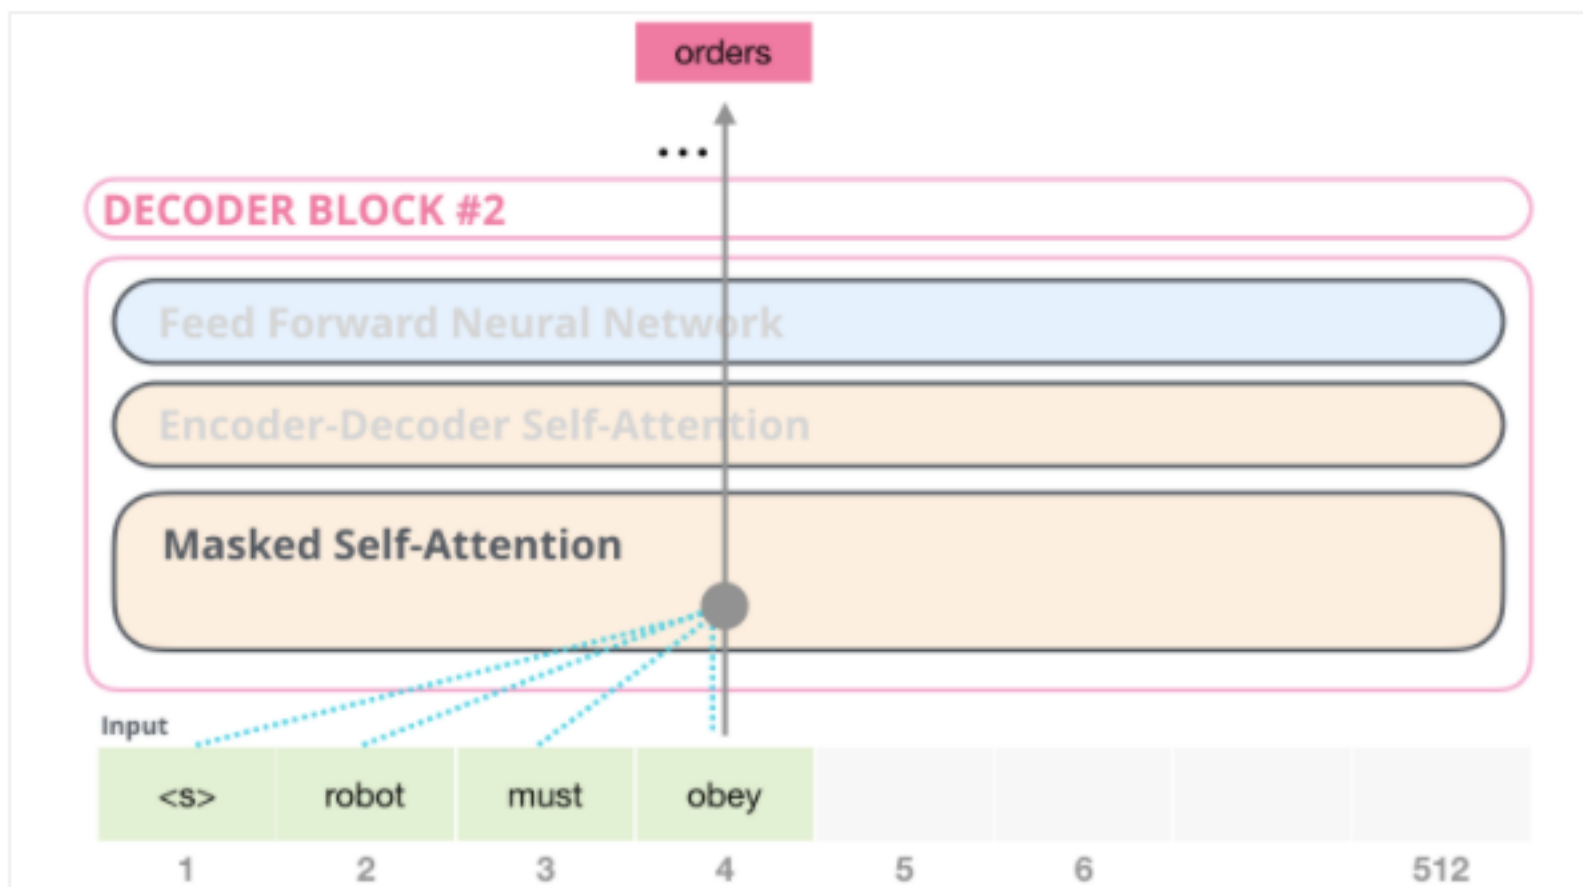 orders
...
DECODER BLOCK #2
Feed Forward Neural Network
Encoder-Decoder Self-Attention
Masked Self-Attention
Input
<s> robot must obey
1 2 3 4 5 6 512